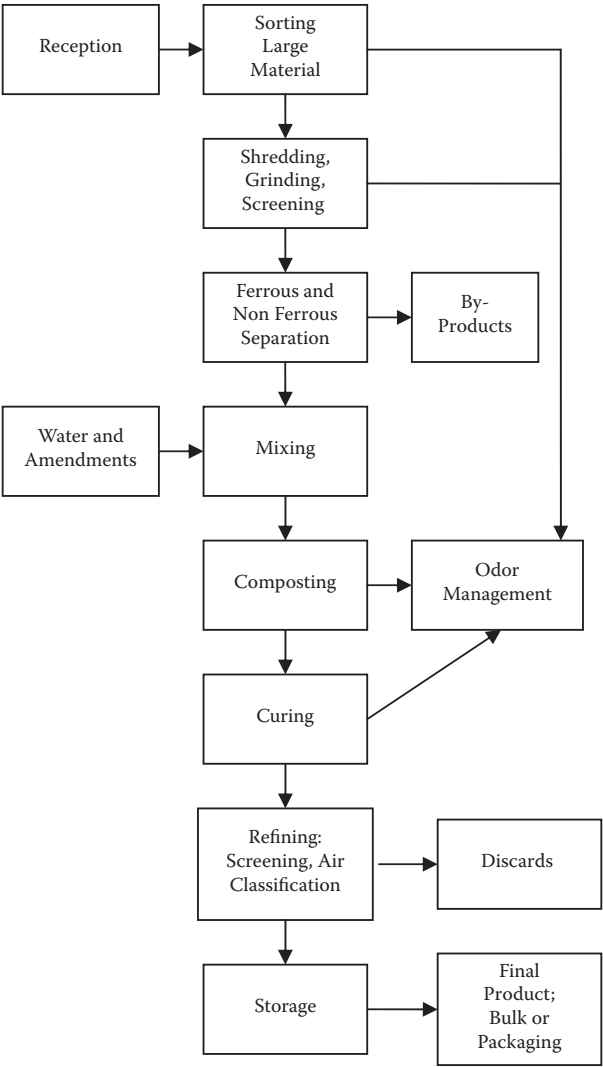 Reception
Sorting
Large
Material
Shredding,
Grinding,
Screening
Ferrous and
Non Ferrous
Separation
By-
Products
Water and
Amendments
Mixing
Composting
Odor
Management
Curing
Refining:
Screening, Air
Classification
Discards
Storage
Final
Product;
Bulk or
Packaging